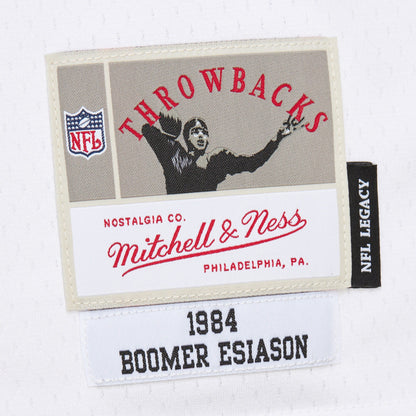 THROWBACKS
NFL
NOSTALGIA CO.
Mitchell & Ness
PHILADELPHIA, PA.
NFL LEGACY
1984
BOOMER ESIASON